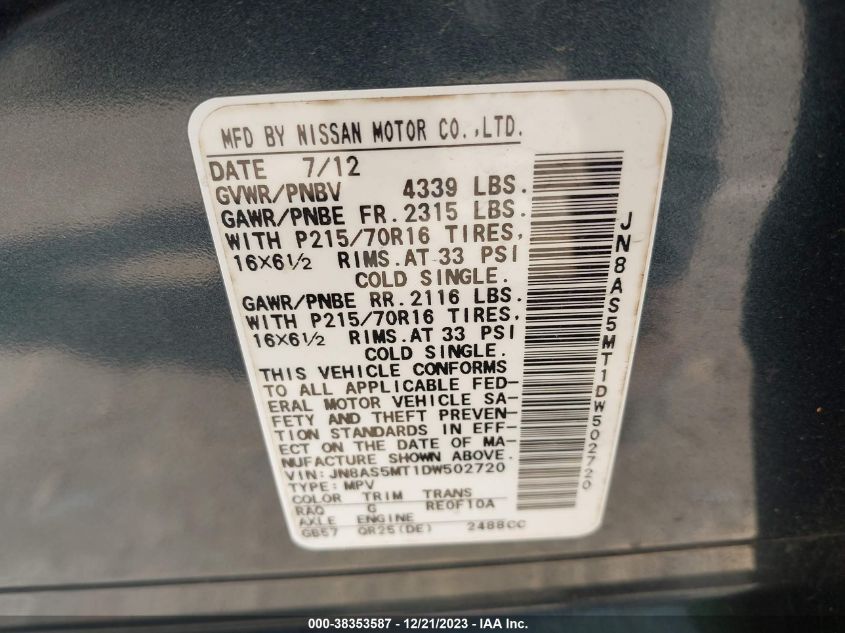 MFD BY NISSAN MOTOR CO.,LTD.
DATE 7/12
GVWR/PNBV 4339 LBS.
GAWR/PNBE FR. 2315 LBS.
WITH P215/70R16 TIRES,
16X6½ RIMS.AT 33 PSI
COLD SINGLE.
GAWR/PNBE RR. 2116 LBS.
WITH P215/70R16 TIRES,
16X6½ RIMS.AT 33 PSI
COLD SINGLE.
THIS VEHICLE CONFORMS
TO ALL APPLICABLE FED-
ERAL MOTOR VEHICLE SA-
FETY AND THEFT PREVEN-
TION STANDARDS IN EFF-
ECT ON THE DATE OF MA-
NUFACTURE SHOWN ABOVE.
VIN: JN8AS5MT1DW502720
TYPE: MPV
COLOR TRIM TRANS
RAQ G RE0F10A
AXLE ENGINE
GB57 QR25(DE) 2488CC
JN8AS5MT1DW502720
000-38353587 - 12/21/2023 - IAA Inc.